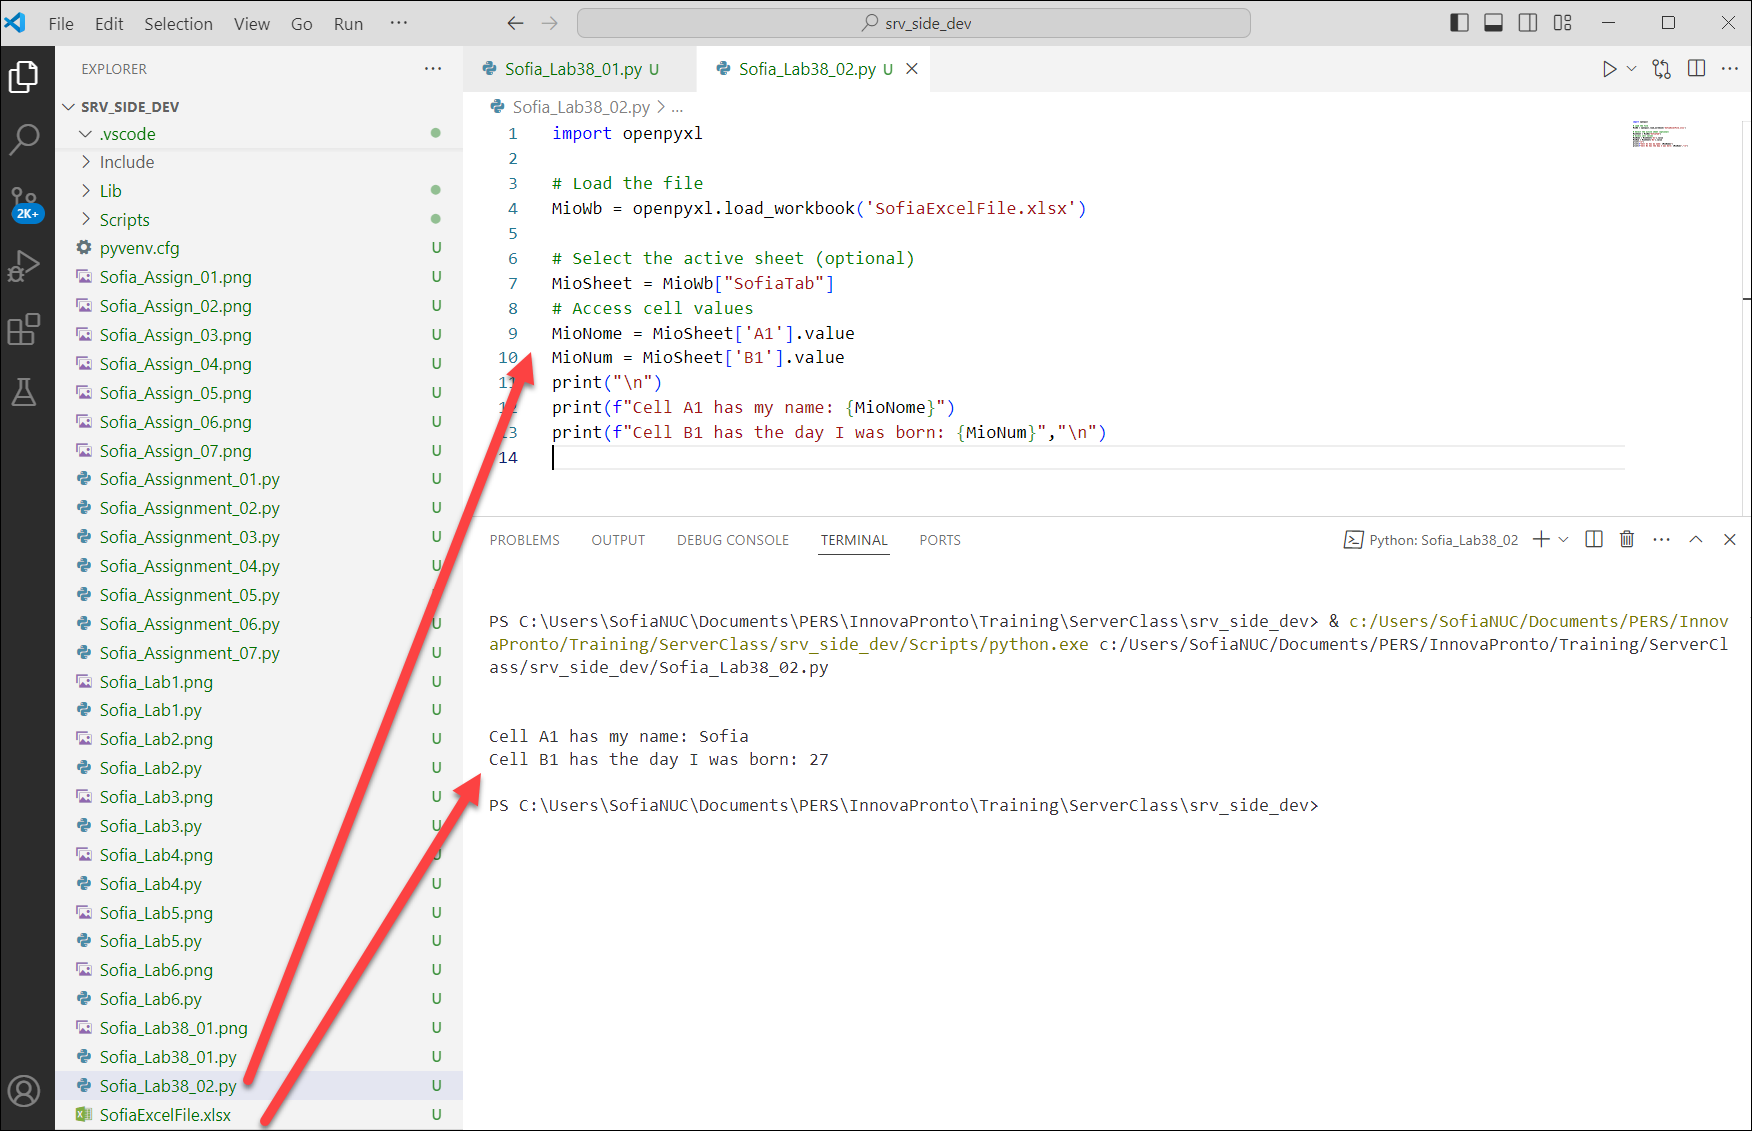 File Edit Selection View Go Run ···
srv_side_dev
EXPLORER ···
SRV_SIDE_DEV
.vscode
Include
Lib
Scripts
pyvenv.cfg U
Sofia_Assign_01.png U
Sofia_Assign_02.png U
Sofia_Assign_03.png U
Sofia_Assign_04.png U
Sofia_Assign_05.png U
Sofia_Assign_06.png U
Sofia_Assign_07.png U
Sofia_Assignment_01.py U
Sofia_Assignment_02.py U
Sofia_Assignment_03.py U
Sofia_Assignment_04.py U
Sofia_Assignment_05.py U
Sofia_Assignment_06.py U
Sofia_Assignment_07.py U
Sofia_Lab1.png U
Sofia_Lab1.py U
Sofia_Lab2.png U
Sofia_Lab2.py U
Sofia_Lab3.png U
Sofia_Lab3.py U
Sofia_Lab4.png U
Sofia_Lab4.py U
Sofia_Lab5.png U
Sofia_Lab5.py U
Sofia_Lab6.png U
Sofia_Lab6.py U
Sofia_Lab38_01.png U
Sofia_Lab38_01.py U
Sofia_Lab38_02.py U
SofiaExcelFile.xlsx U
2K+
Sofia_Lab38_01.py U
Sofia_Lab38_02.py U
Sofia_Lab38_02.py > ...
1 import openpyxl
2
3 # Load the file
4 MioWb = openpyxl.load_workbook('SofiaExcelFile.xlsx')
5
6 # Select the active sheet (optional)
7 MioSheet = MioWb["SofiaTab"]
8 # Access cell values
9 MioNome = MioSheet['A1'].value
10 MioNum = MioSheet['B1'].value
11 print("\n")
12 print(f"Cell A1 has my name: {MioNome}")
13 print(f"Cell B1 has the day I was born: {MioNum}","\n")
14
PROBLEMS OUTPUT DEBUG CONSOLE TERMINAL PORTS
Python: Sofia_Lab38_02
PS C:\Users\SofiaNUC\Documents\PERS\InnovaPronto\Training\ServerClass\srv_side_dev> & c:/Users/SofiaNUC/Documents/PERS/Innov
aPronto/Training/ServerClass/srv_side_dev/Scripts/python.exe c:/Users/SofiaNUC/Documents/PERS/InnovaPronto/Training/ServerCl
ass/srv_side_dev/Sofia_Lab38_02.py
Cell A1 has my name: Sofia
Cell B1 has the day I was born: 27
PS C:\Users\SofiaNUC\Documents\PERS\InnovaPronto\Training\ServerClass\srv_side_dev>